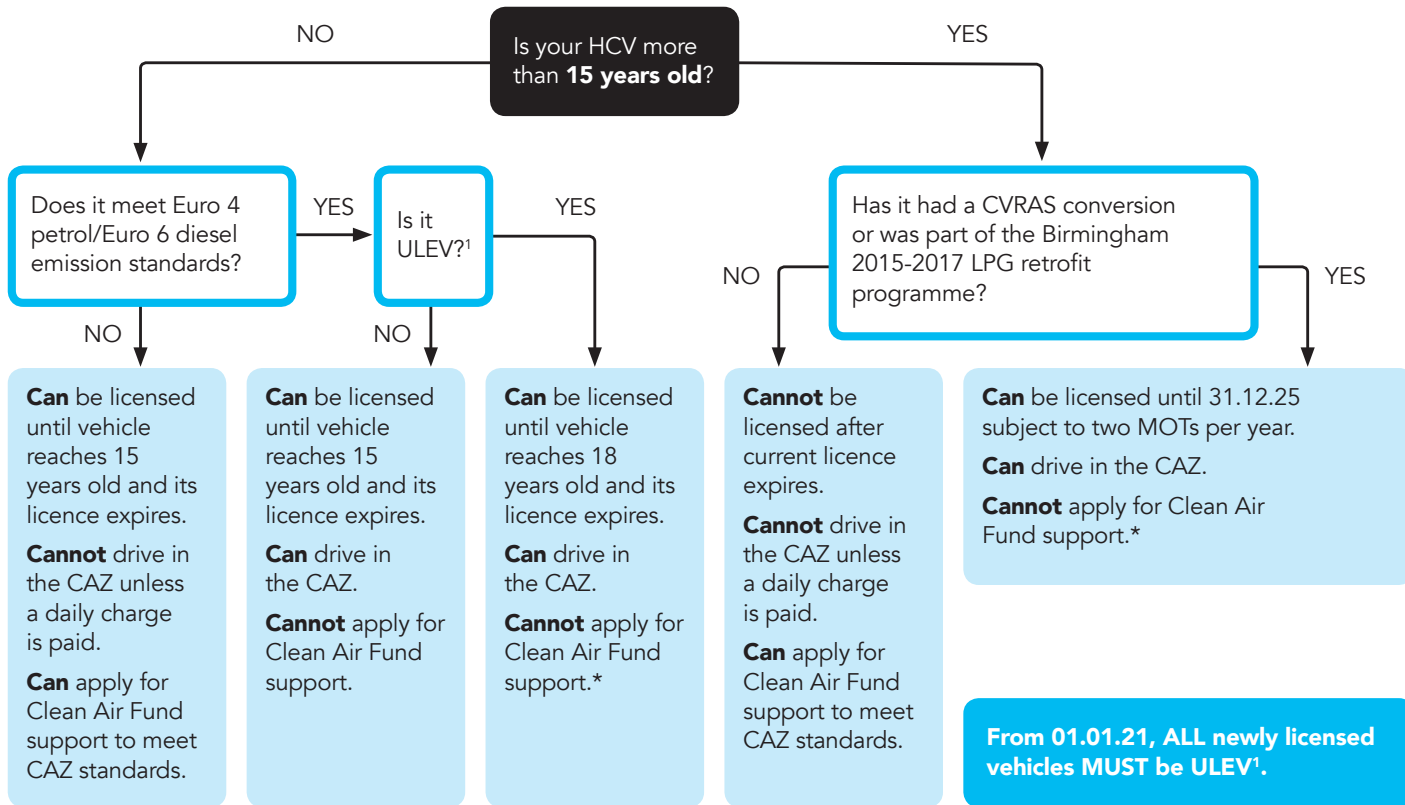 NO
Is your HCV more
than 15 years old?
YES
Does it meet Euro 4
petrol/Euro 6 diesel
emission standards?
YES
Is it
ULEV?¹
YES
Has it had a CVRAS conversion
or was part of the Birmingham
2015-2017 LPG retrofit
programme?
NO
YES
NO
NO
Can be licensed
until vehicle
reaches 15
years old and its
licence expires.
Cannot drive in
the CAZ unless
a daily charge
is paid.
Can apply for
Clean Air Fund
support to meet
CAZ standards.
Can be licensed
until vehicle
reaches 15
years old and its
licence expires.
Can drive in
the CAZ.
Cannot apply for
Clean Air Fund
support.
Can be licensed
until vehicle
reaches 18
years old and its
licence expires.
Can drive in
the CAZ.
Cannot apply for
Clean Air Fund
support.*
Cannot be
licensed after
current licence
expires.
Cannot drive in
the CAZ unless
a daily charge
is paid.
Can apply for
Clean Air Fund
support to meet
CAZ standards.
Can be licensed until 31.12.25
subject to two MOTs per year.
Can drive in the CAZ.
Cannot apply for Clean Air
Fund support.*
From 01.01.21, ALL newly licensed
vehicles MUST be ULEV¹.